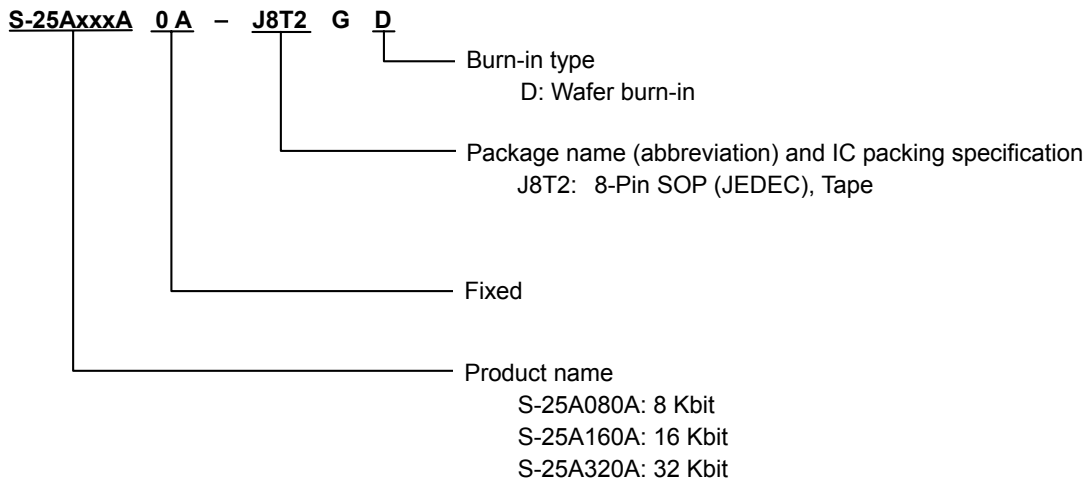 S-25AxxxA 0 A – J8T2 G D
Burn-in type
D: Wafer burn-in
Package name (abbreviation) and IC packing specification
J8T2: 8-Pin SOP (JEDEC), Tape
Fixed
Product name
S-25A080A: 8 Kbit
S-25A160A: 16 Kbit
S-25A320A: 32 Kbit